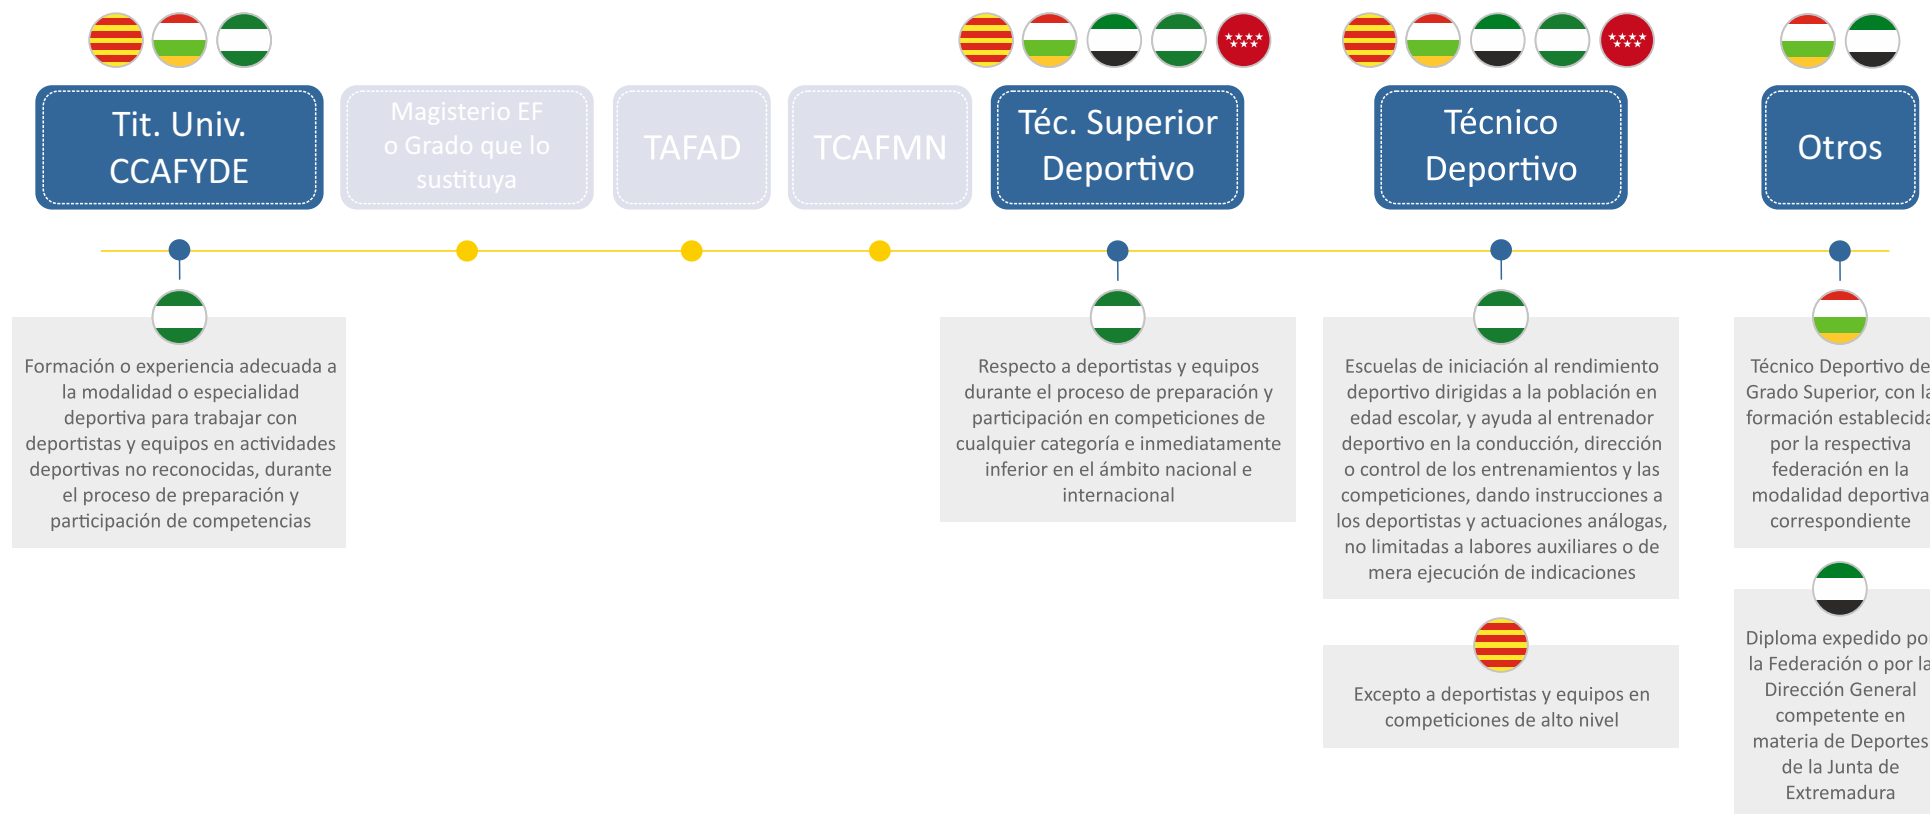 Tit. Univ.
CCAFYDE
Magisterio EF
o Grado que lo
sustituya
TAFAD
TCAFMN
Téc. Superior
Deportivo
Técnico
Deportivo
Otros
Formación o experiencia adecuada a
la modalidad o especialidad
deportiva para trabajar con
deportistas y equipos en actividades
deportivas no reconocidas, durante
el proceso de preparación y
participación de competencias
Respecto a deportistas y equipos
durante el proceso de preparación y
participación en competiciones de
cualquier categoría e inmediatamente
inferior en el ámbito nacional e
internacional
Escuelas de iniciación al rendimiento
deportivo dirigidas a la población en
edad escolar, y ayuda al entrenador
deportivo en la conducción, dirección
o control de los entrenamientos y las
competiciones, dando instrucciones a
los deportistas y actuaciones análogas,
no limitadas a labores auxiliares o de
mera ejecución de indicaciones
Excepto a deportistas y equipos en
competiciones de alto nivel
Técnico Deportivo de
Grado Superior, con la
formación establecida
por la respectiva
federación en la
modalidad deportiva
correspondiente
Diploma expedido po
la Federación o por la
Dirección General
competente en
materia de Deportes
de la Junta de
Extremadura